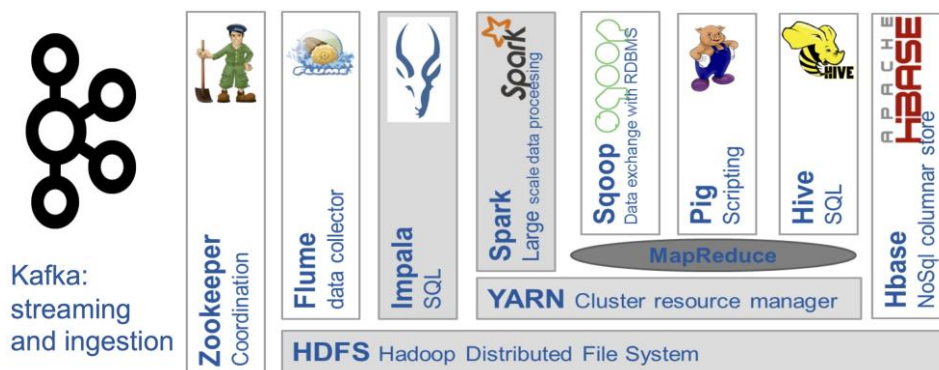 Kafka:
streaming
and ingestion
Zookeeper
Coordination
FLUME
Flume
data collector
Impala
SQL
Spark
Spark
Large scale data proceesing
sqoop
Sqoop
Data exchange with RDBMS
Pig
Scripting
HIVE
Hive
SQL
APACHE
HBASE
Hbase
NoSql columnar store
MapReduce
YARN Cluster resource manager
HDFS Hadoop Distributed File System